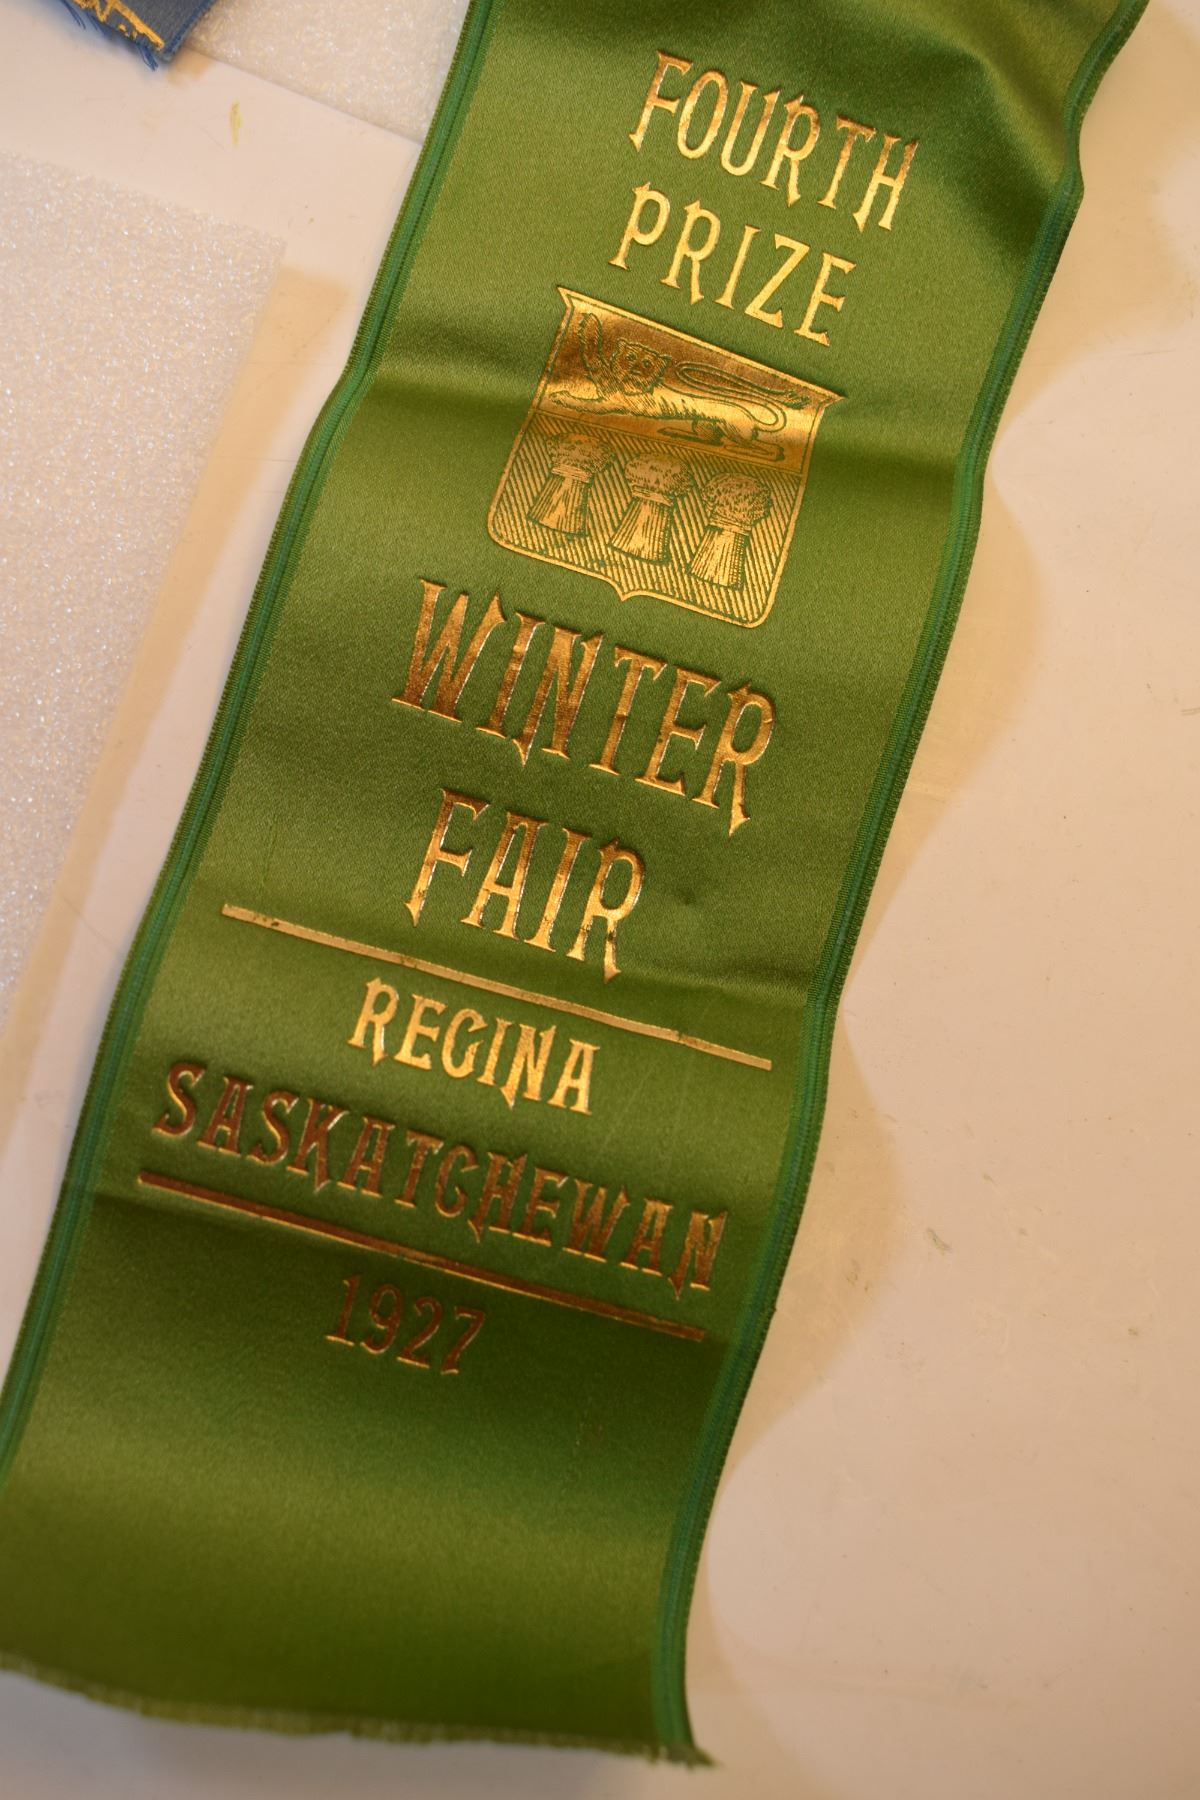 FOURTH
PRIZE
WINTER
FAIR
REGINA
SASKATCHEWAN
1927